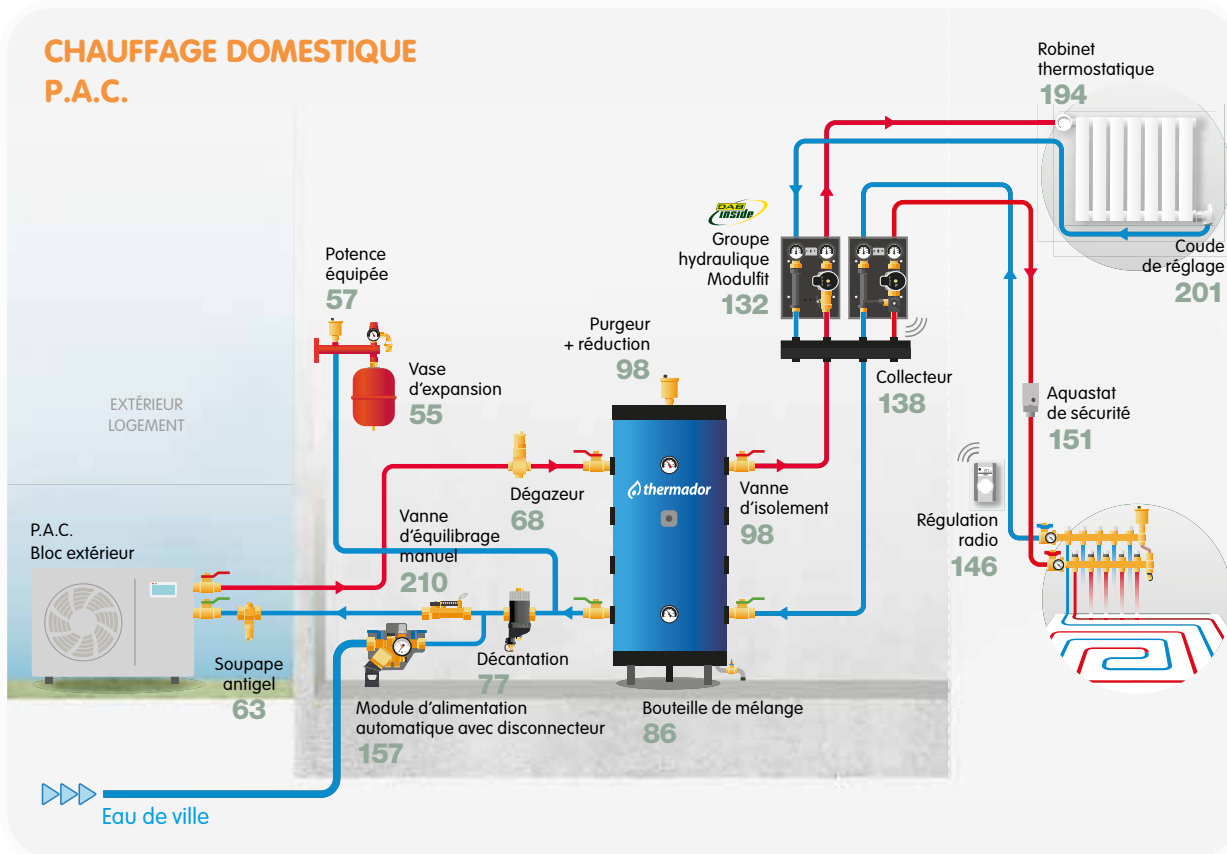 CHAUFFAGE DOMESTIQUE
P.A.C.
Robinet
thermostatique
194
DAB
inside
Groupe
hydraulique
Modulfit
132
Coude
de réglage
201
Potence
équipée
57
Purgeur
+ réduction
98
Vase
d'expansion
55
Collecteur
138
Aquastat
de sécurité
151
EXTÉRIEUR
LOGEMENT
thermador
Dégazeur
68
Vanne
d'isolement
98
Vanne
d'équilibrage
manuel
210
Régulation
radio
146
P.A.C.
Bloc extérieur
Soupape
antigel
63
Décantation
77
Module d'alimentation
automatique avec disconnecteur
157
Bouteille de mélange
86
Eau de ville